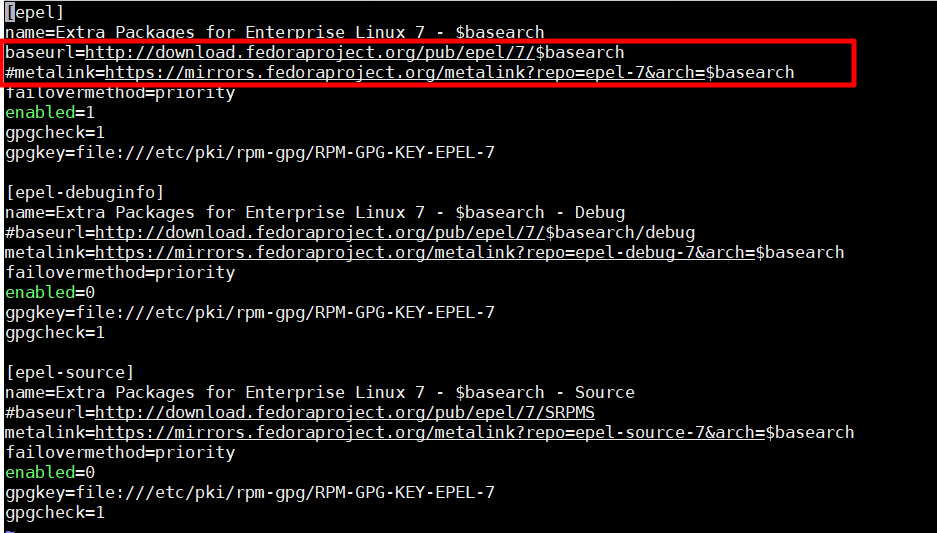 [epel]
name=Extra Packages for Enterprise Linux 7 - $basearch
baseurl=http://download.fedoraproject.org/pub/epel/7/$basearch
#metalink=https://mirrors.fedoraproject.org/metalink?repo=epel-7&arch=$basearch
failovermethod=priority
enabled=1
gpgcheck=1
gpgkey=file:///etc/pki/rpm-gpg/RPM-GPG-KEY-EPEL-7

[epel-debuginfo]
name=Extra Packages for Enterprise Linux 7 - $basearch - Debug
#baseurl=http://download.fedoraproject.org/pub/epel/7/$basearch/debug
metalink=https://mirrors.fedoraproject.org/metalink?repo=epel-debug-7&arch=$basearch
failovermethod=priority
enabled=0
gpgkey=file:///etc/pki/rpm-gpg/RPM-GPG-KEY-EPEL-7
gpgcheck=1

[epel-source]
name=Extra Packages for Enterprise Linux 7 - $basearch - Source
#baseurl=http://download.fedoraproject.org/pub/epel/7/SRPMS
metalink=https://mirrors.fedoraproject.org/metalink?repo=epel-source-7&arch=$basearch
failovermethod=priority
enabled=0
gpgkey=file:///etc/pki/rpm-gpg/RPM-GPG-KEY-EPEL-7
gpgcheck=1
~